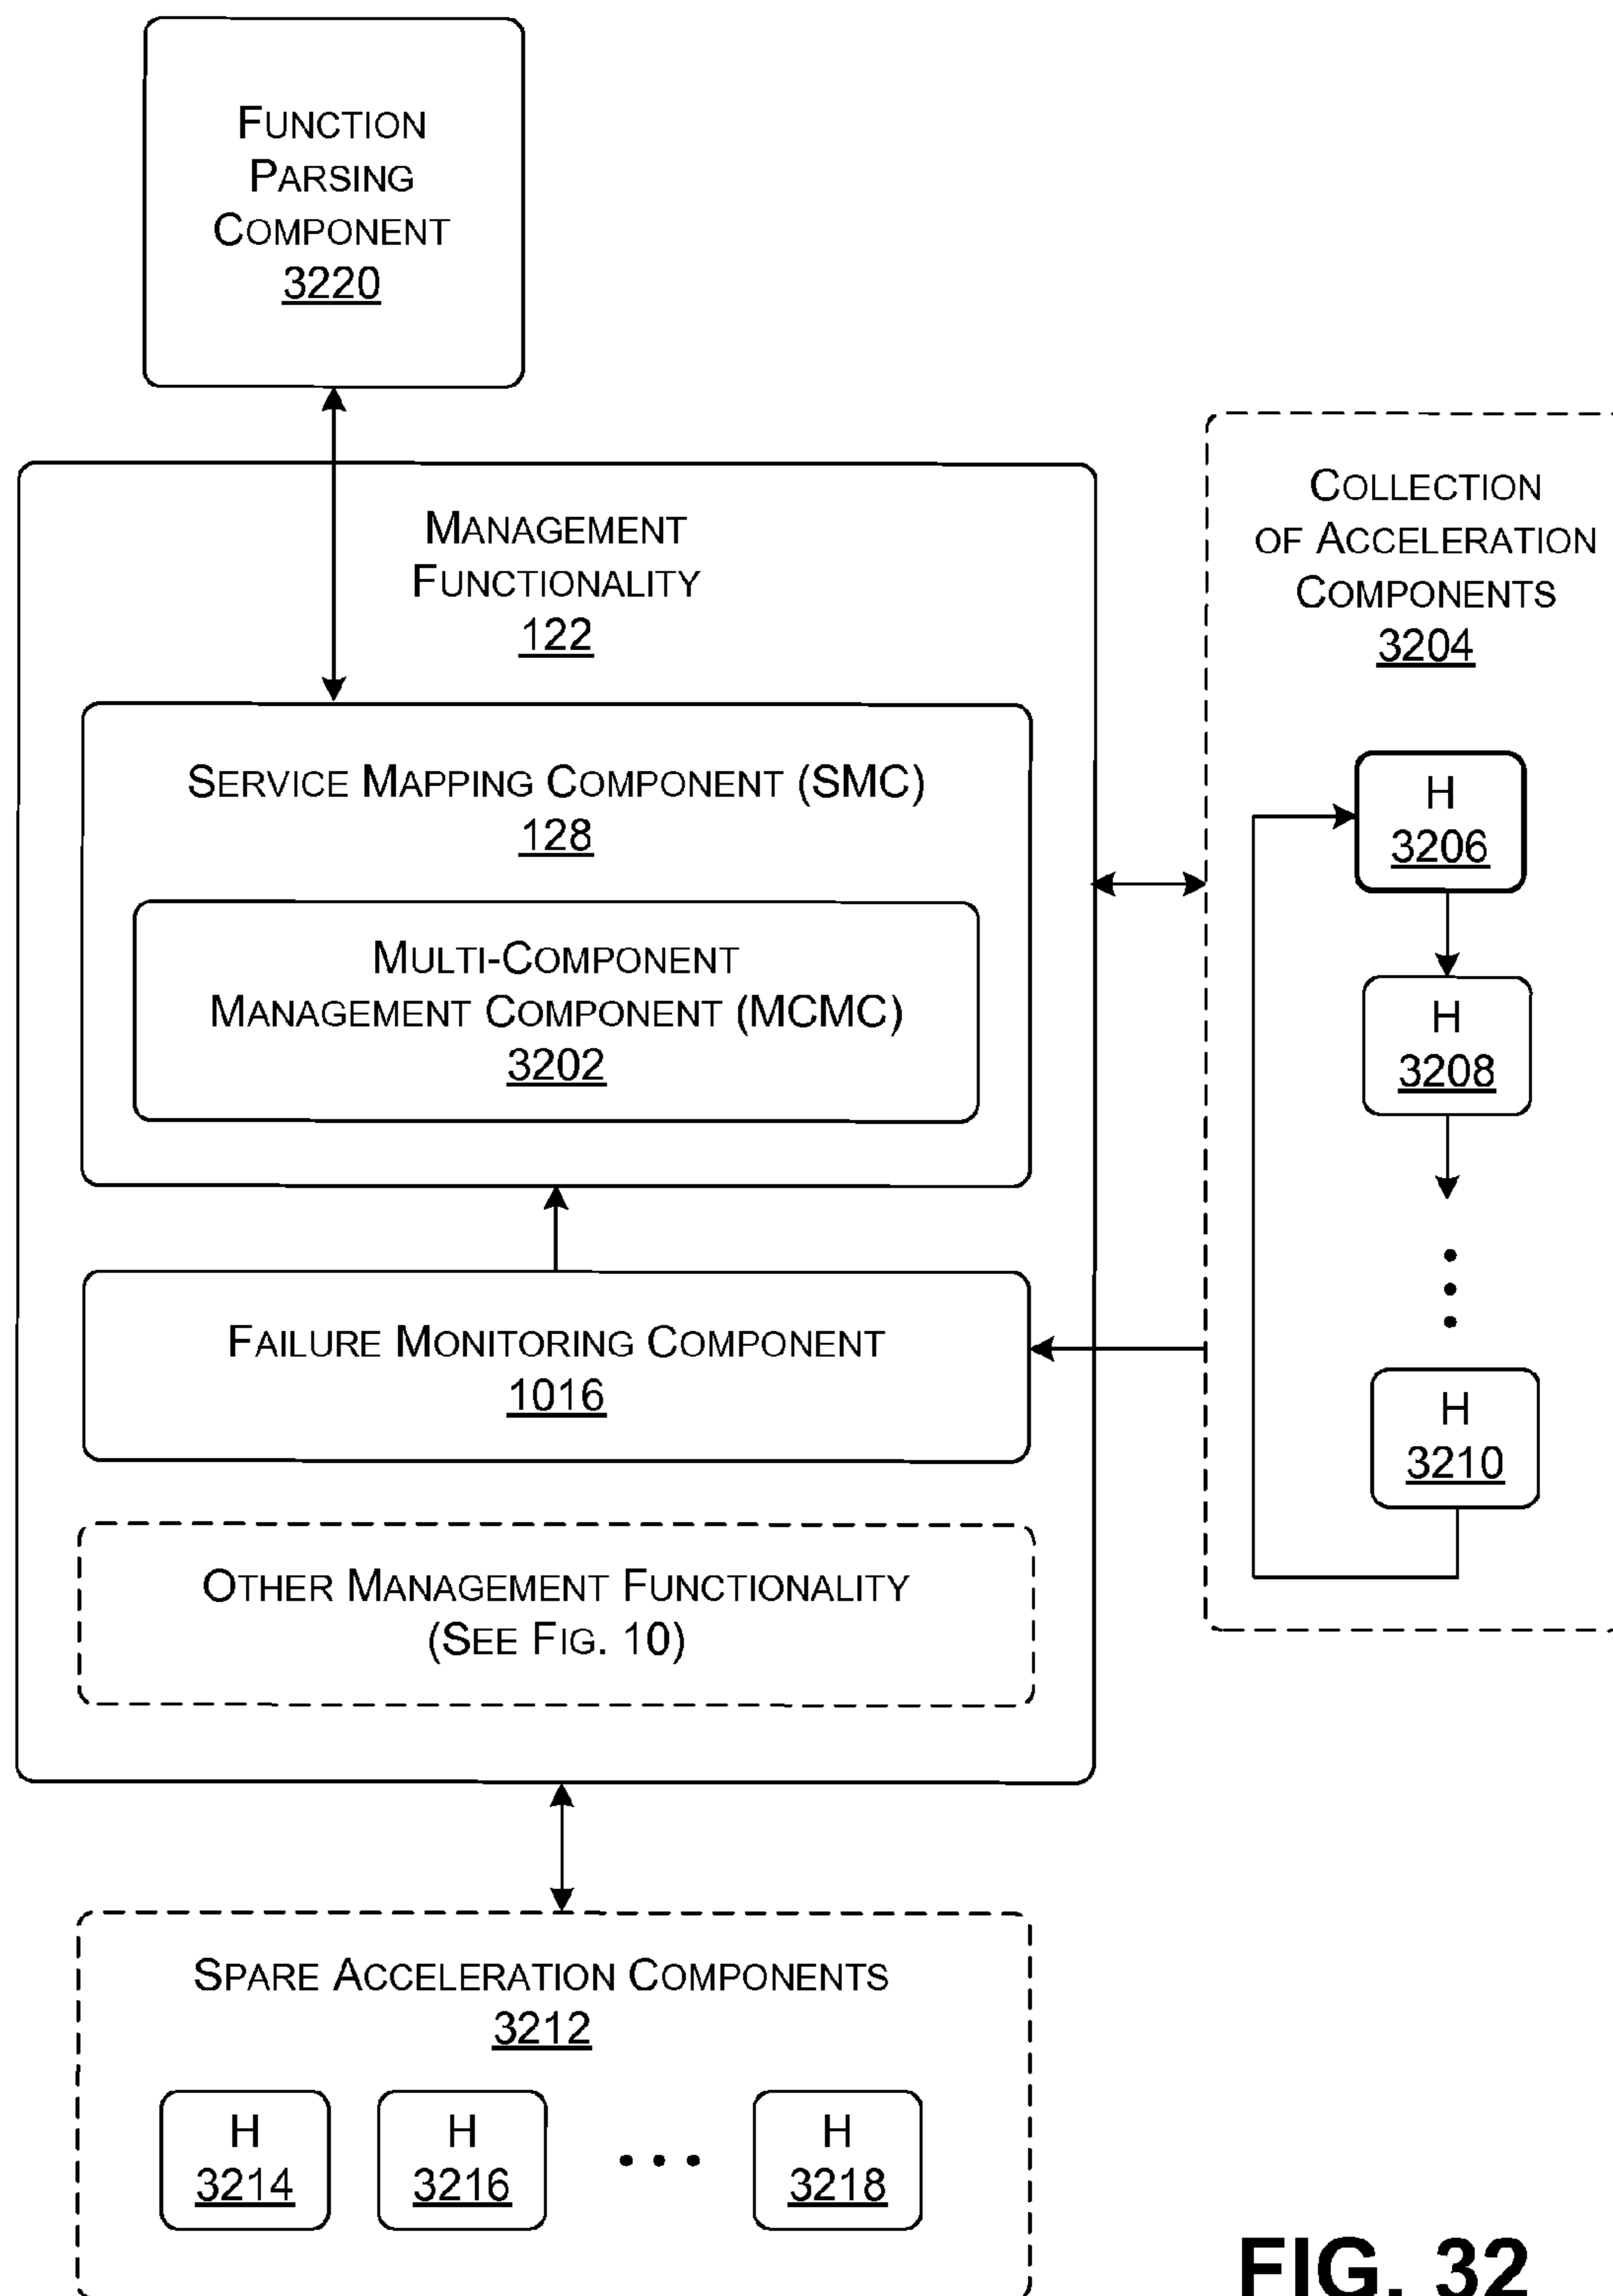 FUNCTION
PARSING
COMPONENT
3220
MANAGEMENT
FUNCTIONALITY
122
SERVICE MAPPING COMPONENT (SMC)
128
MULTI-COMPONENT
MANAGEMENT COMPONENT (MCMC)
3202
FAILURE MONITORING COMPONENT
1016
OTHER MANAGEMENT FUNCTIONALITY
(SEE FIG. 10)
COLLECTION
OF ACCELERATION
COMPONENTS
3204
H
3206
H
3208
H
3210
SPARE ACCELERATION COMPONENTS
3212
H
3214
H
3216
H
3218
FIG. 32